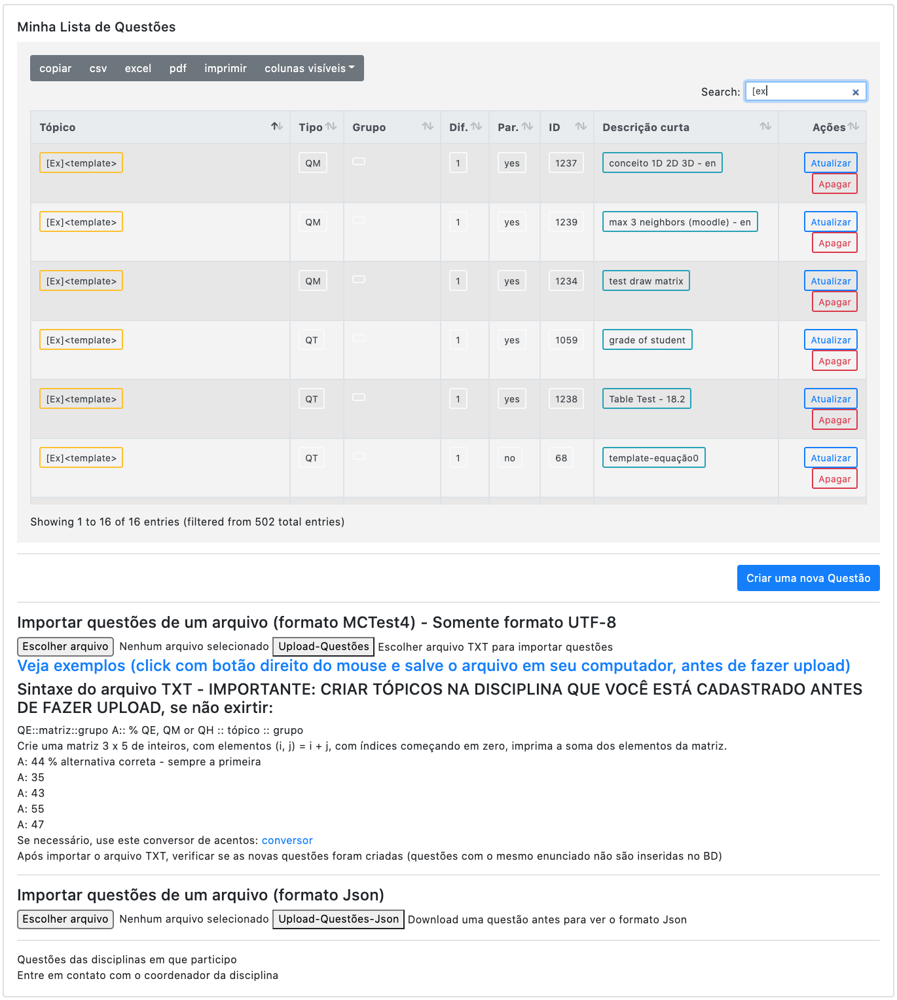 Minha Lista de Questões
copiar csv excel pdf imprimir colunas visíveis
Search: [ex
Tópico Tipo Grupo Dif. Par. ID Descrição curta Ações
[Ex]<template> QM 1 yes 1237 conceito 1D 2D 3D - en Atualizar
Apagar
[Ex]<template> QM 1 yes 1239 max 3 neighbors (moodle) - en Atualizar
Apagar
[Ex]<template> QM 1 yes 1234 test draw matrix Atualizar
Apagar
[Ex]<template> QT 1 yes 1059 grade of student Atualizar
Apagar
[Ex]<template> QT 1 yes 1238 Table Test - 18.2 Atualizar
Apagar
[Ex]<template> QT 1 no 68 template-equação0 Atualizar
Apagar
Showing 1 to 16 of 16 entries (filtered from 502 total entries)
Criar uma nova Questão
Importar questões de um arquivo (formato MCTest4) - Somente formato UTF-8
Escolher arquivo Nenhum arquivo selecionado Upload-Questões Escolher arquivo TXT para importar questões
Veja exemplos (click com botão direito do mouse e salve o arquivo em seu computador, antes de fazer upload)
Sintaxe do arquivo TXT - IMPORTANTE: CRIAR TÓPICOS NA DISCIPLINA QUE VOCÊ ESTÁ CADASTRADO ANTES
DE FAZER UPLOAD, se não exirtir:
QE::matriz::grupo A:: % QE, QM or QH :: tópico :: grupo
Crie uma matriz 3 x 5 de inteiros, com elementos (i, j) = i + j, com índices começando em zero, imprima a soma dos elementos da matriz.
A: 44 % alternativa correta - sempre a primeira
A: 35
A: 43
A: 55
A: 47
Se necessário, use este conversor de acentos: conversor
Após importar o arquivo TXT, verificar se as novas questões foram criadas (questões com o mesmo enunciado não são inseridas no BD)
Importar questões de um arquivo (formato Json)
Escolher arquivo Nenhum arquivo selecionado Upload-Questões-Json Download uma questão antes para ver o formato Json
Questões das disciplinas em que participo
Entre em contato com o coordenador da disciplina